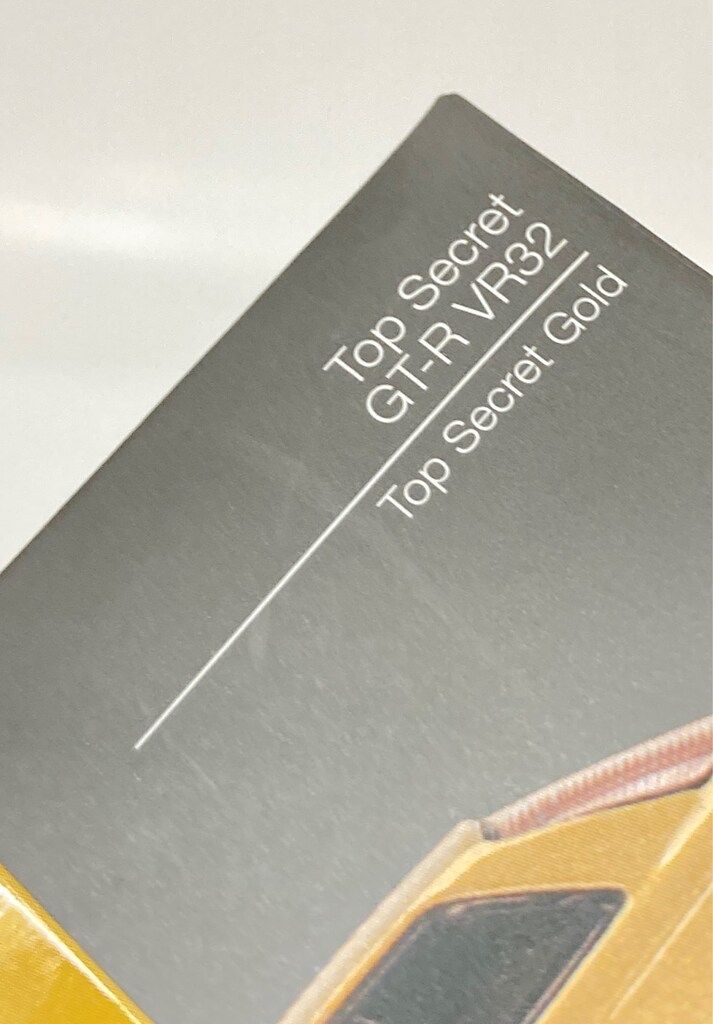 Top Secret
GT-R VR32
Top Secret Gold